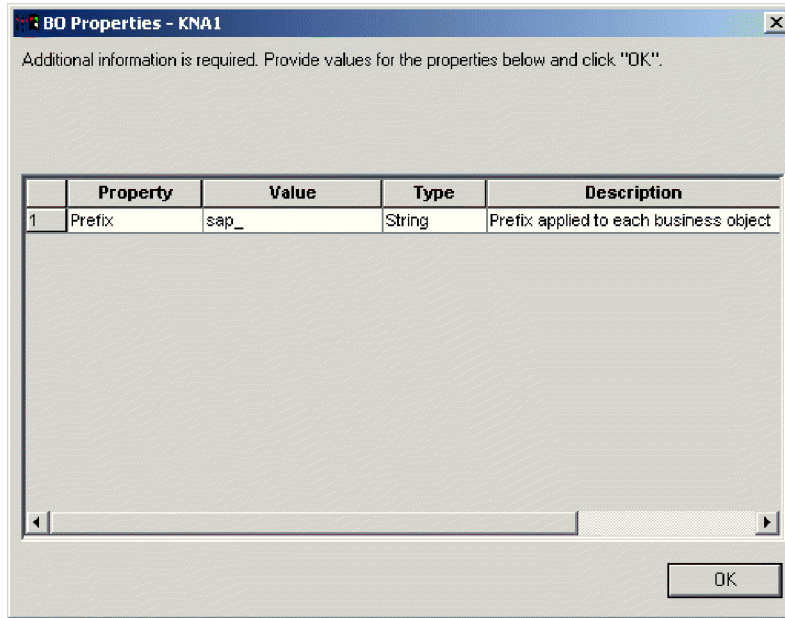 BO Properties - KNA1
Additional information is required. Provide values for the properties below and click "OK".
Property Value Type Description
1 Prefix sap_ String Prefix applied to each business object
OK